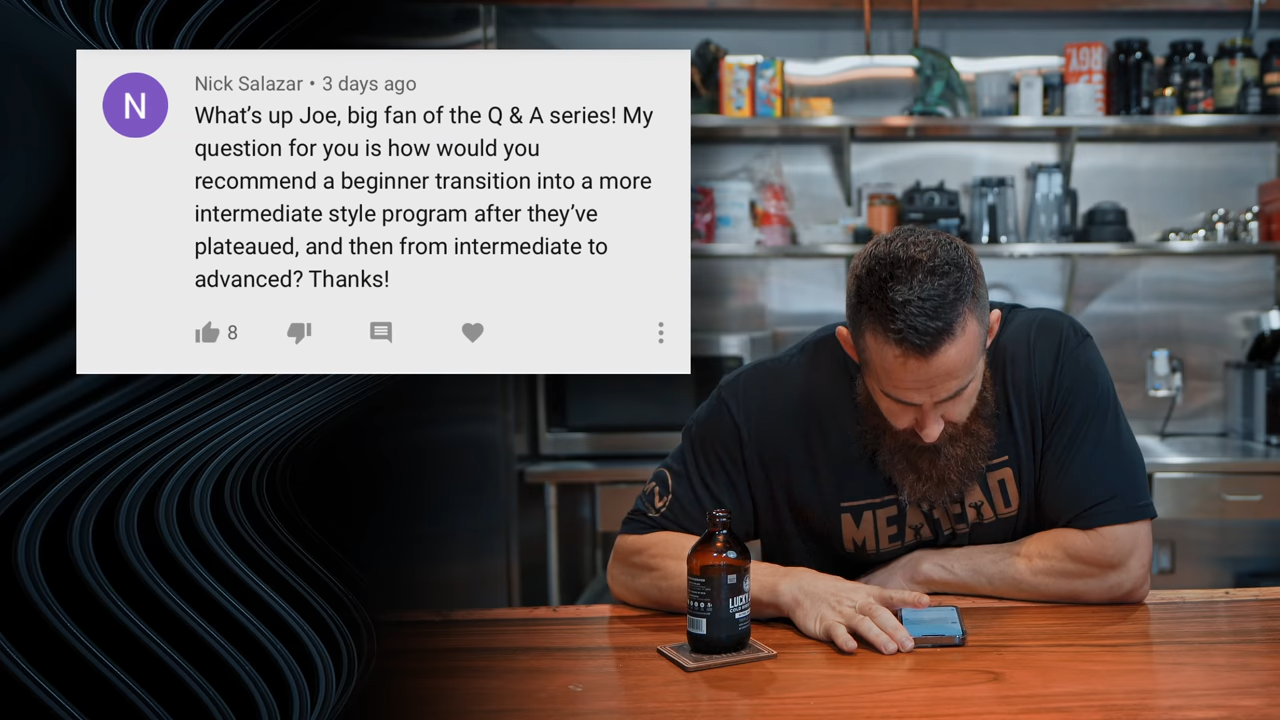 N
Nick Salazar • 3 days ago
What’s up Joe, big fan of the Q & A series! My
question for you is how would you
recommend a beginner transition into a more
intermediate style program after they’ve
plateaued, and then from intermediate to
advanced? Thanks!
8
MEATHEAD
LUCKY
COLD